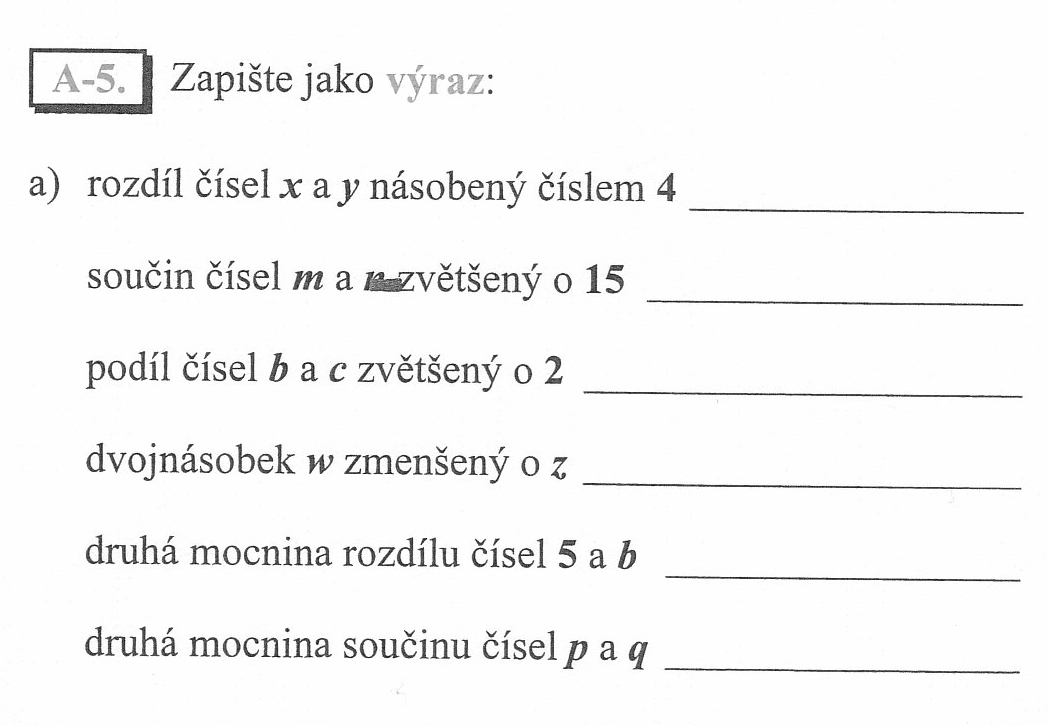 A-5. Zapište jako výraz:
a) rozdíl čísel x a y násobený číslem 4
součin čísel m a zvětšený o 15
podíl čísel b a c zvětšený o 2
dvojnásobek w zmenšený o z
druhá mocnina rozdílu čísel 5 a b
druhá mocnina součinu čísel p a q